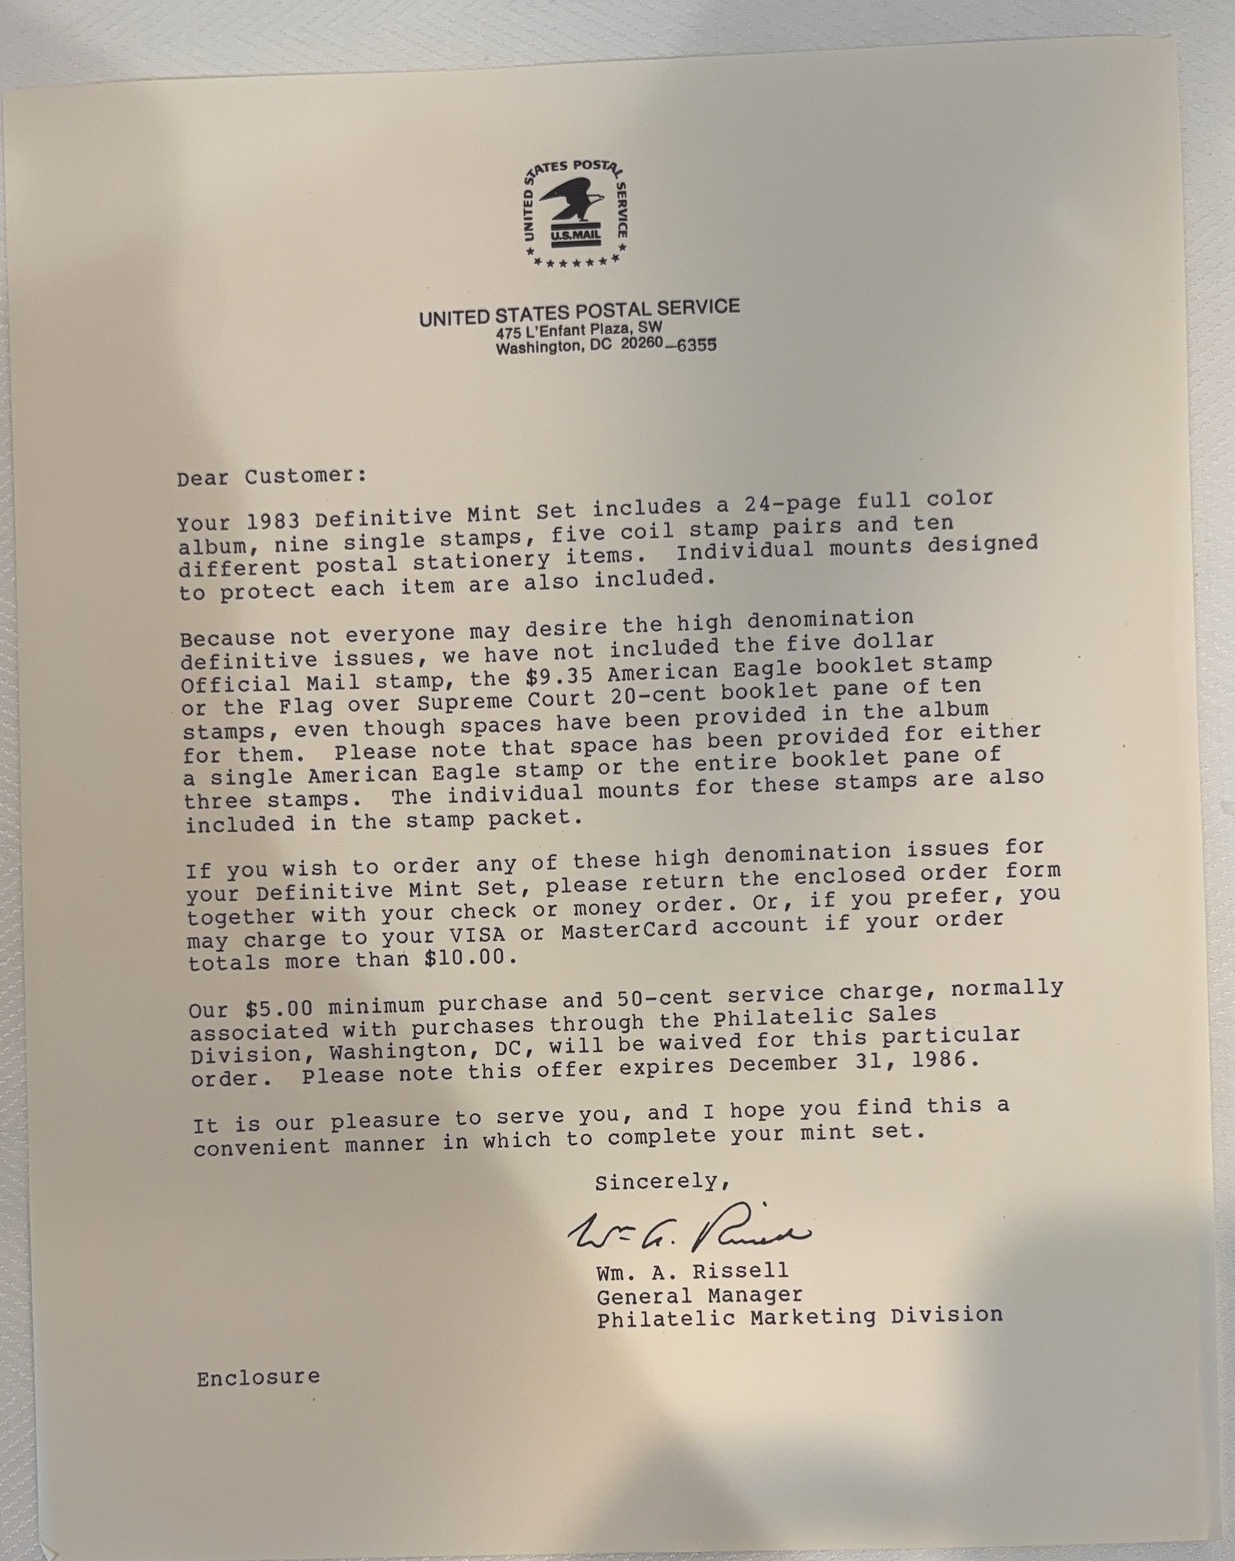 UNITED STATES POSTAL SERVICE
U.S.MAIL
UNITED STATES POSTAL SERVICE
475 L'Enfant Plaza, SW
Washington, DC 20260-6355
Dear Customer:
Your 1983 Definitive Mint Set includes a 24-page full color
album, nine single stamps, five coil stamp pairs and ten
different postal stationery items. Individual mounts designed
to protect each item are also included.
Because not everyone may desire the high denomination
definitive issues, we have not included the five dollar
Official Mail stamp, the $9.35 American Eagle booklet stamp
or the Flag over Supreme Court 20-cent booklet pane of ten
stamps, even though spaces have been provided in the album
for them. Please note that space has been provided for either
a single American Eagle stamp or the entire booklet pane of
three stamps. The individual mounts for these stamps are also
included in the stamp packet.
If you wish to order any of these high denomination issues for
your Definitive Mint Set, please return the enclosed order form
together with your check or money order. Or, if you prefer, you
may charge to your VISA or MasterCard account if your order
totals more than $10.00.
Our $5.00 minimum purchase and 50-cent service charge, normally
associated with purchases through the Philatelic Sales
Division, Washington, DC, will be waived for this particular
order. Please note this offer expires December 31, 1986.
It is our pleasure to serve you, and I hope you find this a
convenient manner in which to complete your mint set.
Sincerely,
Wm. A. Rissell
Wm. A. Rissell
General Manager
Philatelic Marketing Division
Enclosure